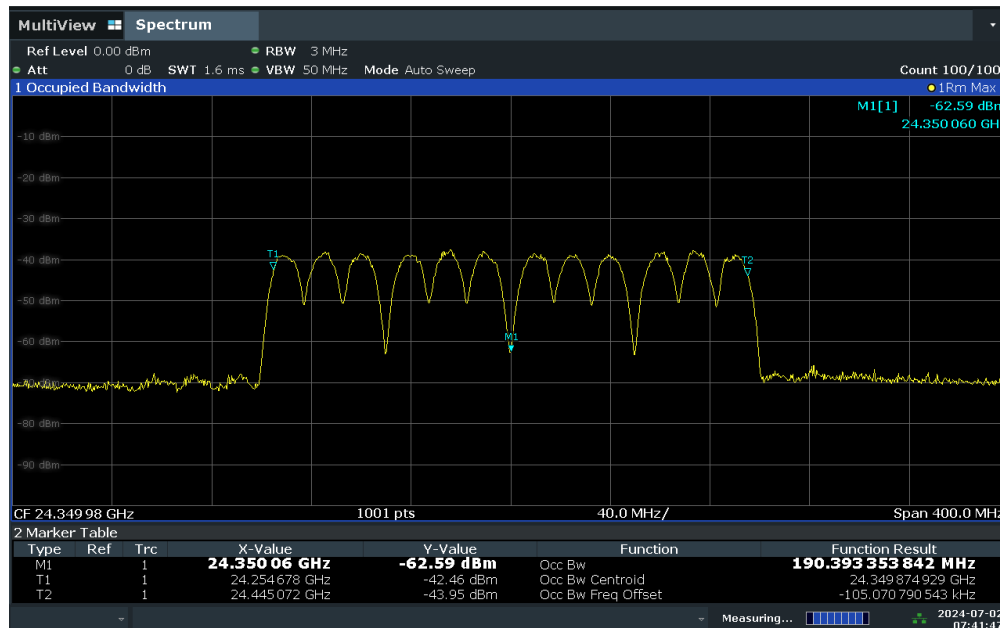 MultiView Spectrum
Ref Level 0.00 dBm RBW 3 MHz
Att 0 dB SWT 1.6 ms VBW 50 MHz Mode Auto Sweep Count 100/100
1 Occupied Bandwidth 1Rm Max
M1[1] -62.59 dBm
24.350 060 GH
-10 dBm
-20 dBm
-30 dBm
T1 T2
-40 dBm
-50 dBm
M1
-60 dBm
-80 dBm
-90 dBm
CF 24.349 98 GHz 1001 pts 40.0 MHz/ Span 400.0 MHz
2 Marker Table
Type Ref Trc X-Value Y-Value Function Function Result
M1 1 24.350 06 GHz -62.59 dBm Occ Bw 190.393 353 842 MHz
T1 1 24.254 678 GHz -42.46 dBm Occ Bw Centroid 24.349 874 929 GHz
T2 1 24.445 072 GHz -43.95 dBm Occ Bw Freq Offset -105.070 790 543 kHz
Measuring... 2024-07-02
07:41:47